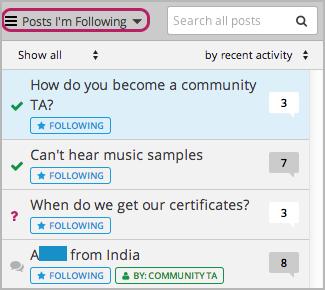 Posts I'm Following
Search all posts
Show all
by recent activity
How do you become a community
TA?
3
FOLLOWING
Can't hear music samples
7
FOLLOWING
? When do we get our certificates?
3
FOLLOWING
A from India
8
FOLLOWING
BY: COMMUNITY TA